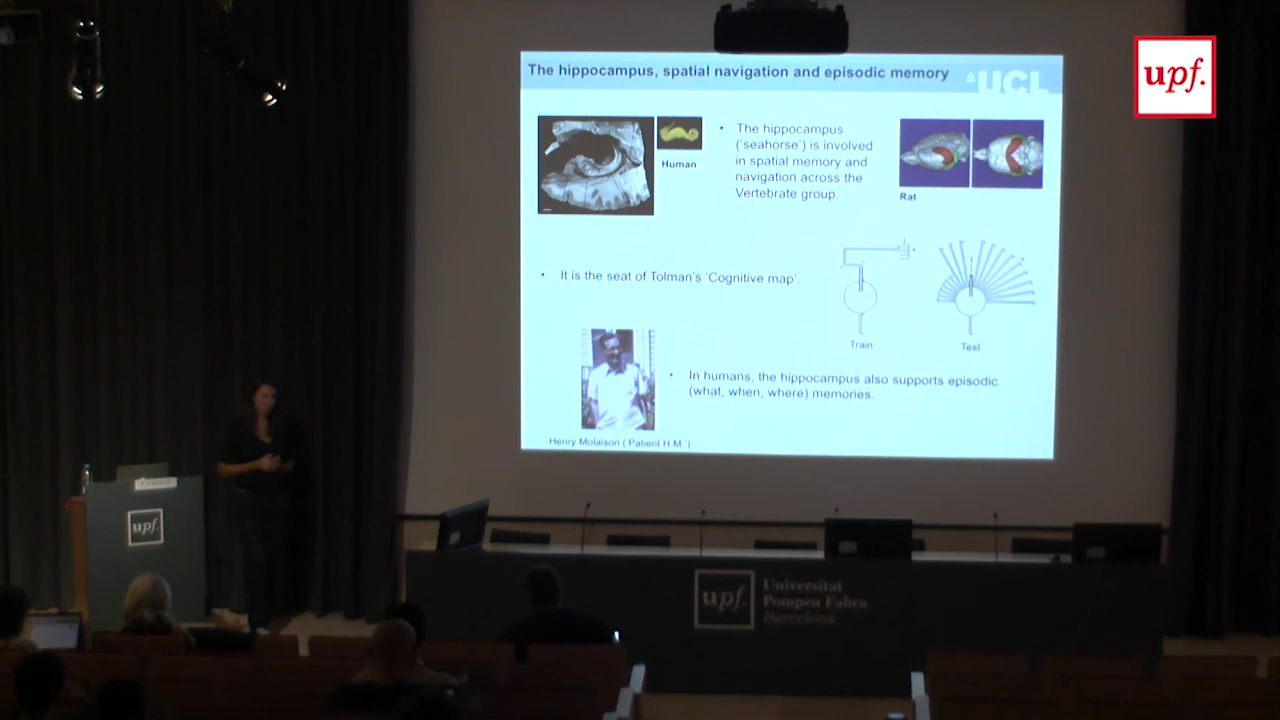 The hippocampus, spatial navigation and episodic memory
UCL
upf.
Human
• The hippocampus
('seahorse') is involved
in spatial memory and
navigation across the
Vertebrate group.
Rat
• It is the seat of Tolman's 'Cognitive map'.
Train
Test
• In humans, the hippocampus also supports episodic
(what, when, where) memories.
Henry Molaison ('Patient H.M.')
upf.
upf.
Universitat
Pompeu Fabra
Barcelona